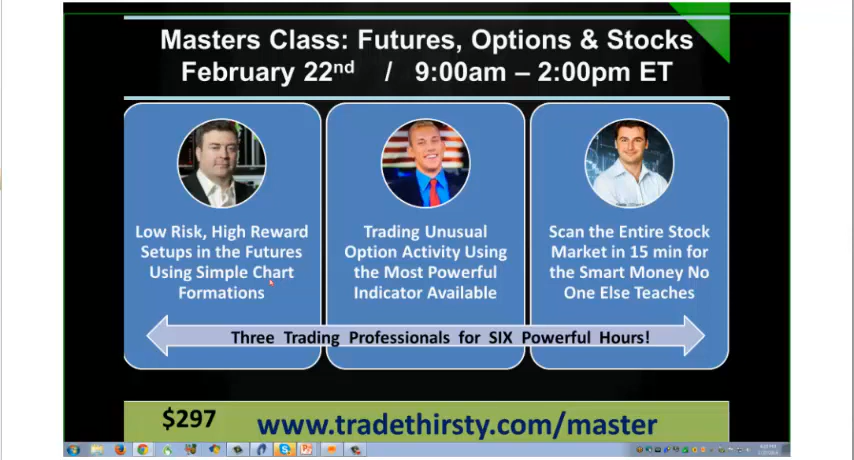 Masters Class: Futures, Options & Stocks
February 22nd / 9:00am – 2:00pm ET
Low Risk, High Reward
Setups in the Futures
Using Simple Chart
Formations
Trading Unusual
Option Activity Using
the Most Powerful
Indicator Available
Scan the Entire Stock
Market in 15 min for
the Smart Money No
One Else Teaches
Three Trading Professionals for SIX Powerful Hours!
$297
www.tradethirsty.com/master